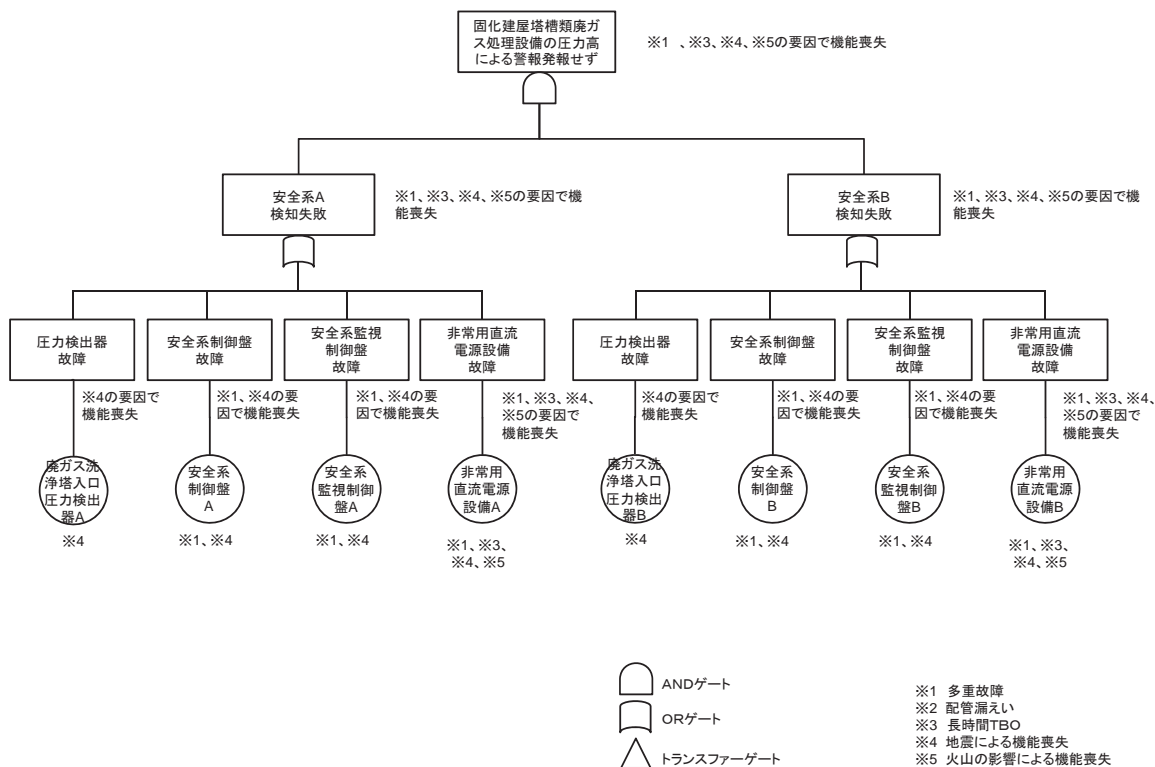 固化建屋塔槽類廃ガ
ス処理設備の圧力高
による警報発報せず
※1 、※3、※4、※5の要因で機能喪失
安全系A
検知失敗
※1、※3、※4、※5の要因で機
能喪失
安全系B
検知失敗
※1、※3、※4、※5の要因で機
能喪失
圧力検出器
故障
安全系制御盤
故障
安全系監視
制御盤
故障
非常用直流
電源設備
故障
圧力検出器
故障
安全系制御盤
故障
安全系監視
制御盤
故障
非常用直流
電源設備
故障
※4の要因で
機能喪失
※1、※4の要
因で機能喪失
※1、※4の要
因で機能喪失
※1、※3、※4、
※5の要因で
機能喪失
※4の要因で
機能喪失
※1、※4の要
因で機能喪失
※1、※4の要
因で機能喪失
※1、※3、※4、
※5の要因で
機能喪失
廃ガス洗
浄塔入口
圧力検出
器A
安全系
制御盤
A
安全系
監視制御
盤A
非常用
直流電源
設備A
廃ガス洗
浄塔入口
圧力検出
器B
安全系
制御盤
B
安全系
監視制御
盤B
非常用
直流電源
設備B
※4
※1、※4
※1、※4
※1、※3、
※4、※5
※4
※1、※4
※1、※4
※1、※3、
※4、※5
ANDゲート
ORゲート
トランスファーゲート
※1 多重故障
※2 配管漏えい
※3 長時間TBO
※4 地震による機能喪失
※5 火山の影響による機能喪失